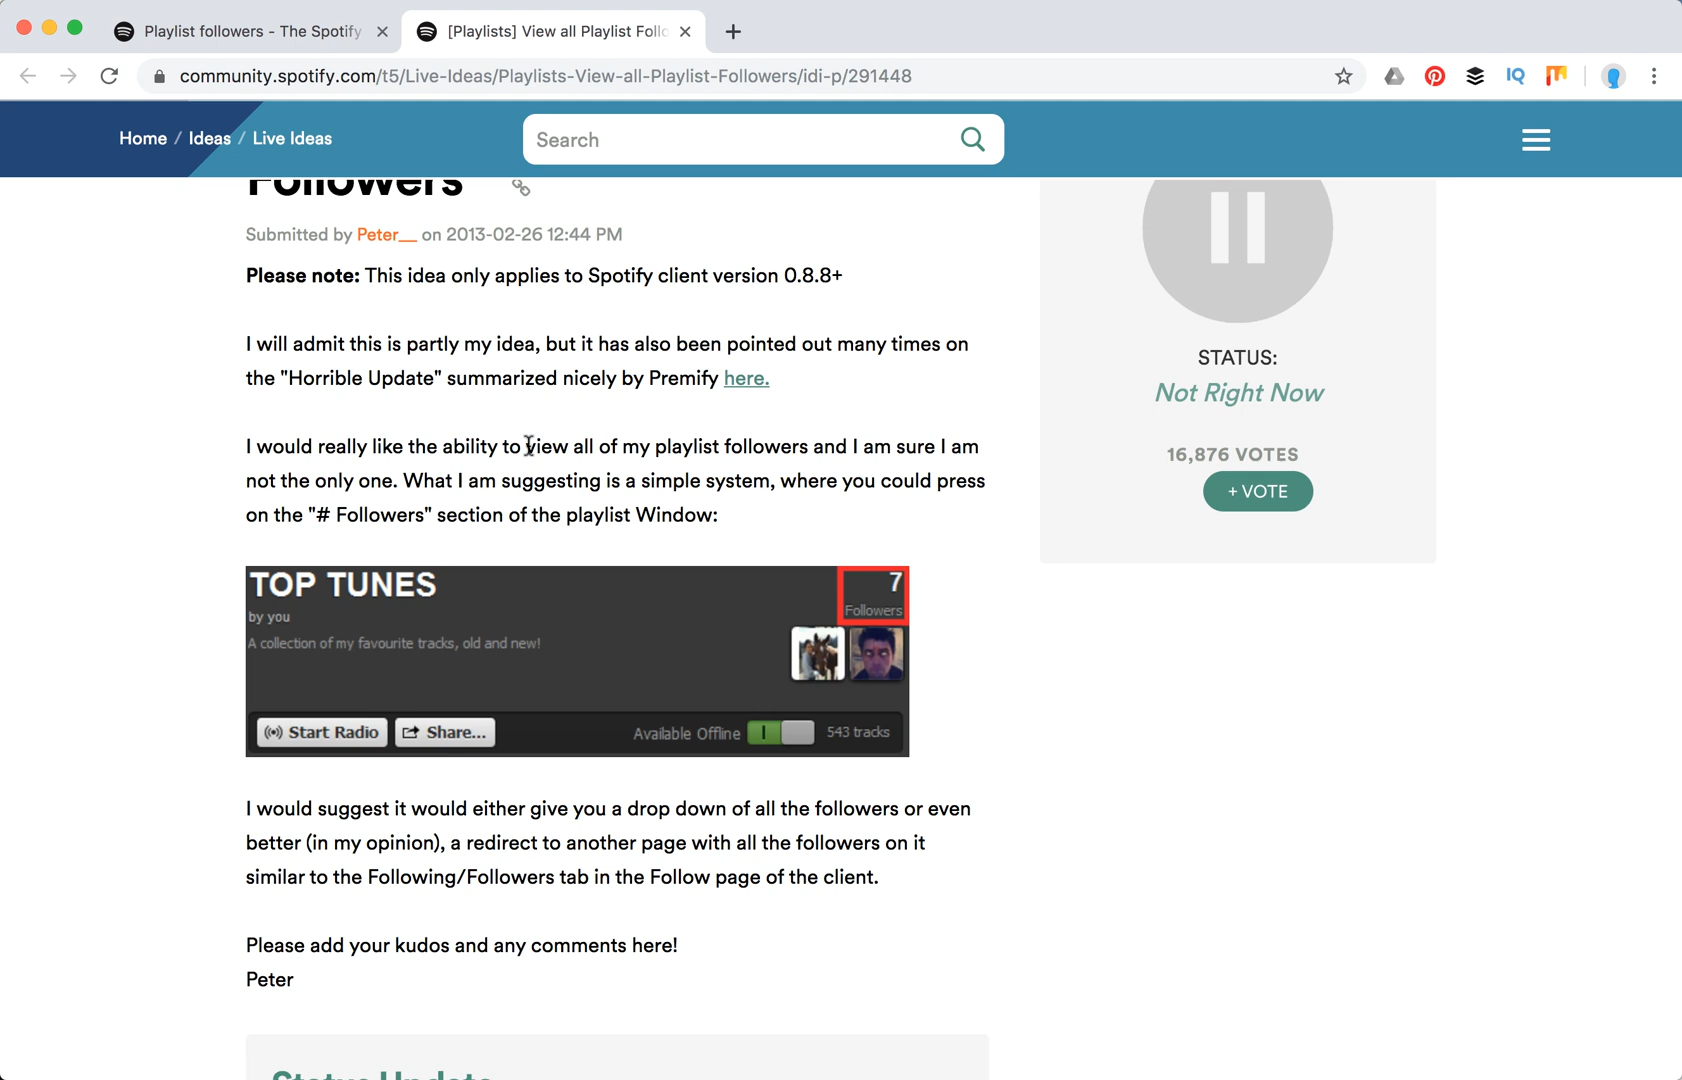 Playlist followers - The Spotify
[Playlists] View all Playlist Follo
community.spotify.com/t5/Live-Ideas/Playlists-View-all-Playlist-Followers/idi-p/291448
IQ
Home / Ideas / Live Ideas
Search
Followers
Submitted by Peter__ on 2013-02-26 12:44 PM
Please note: This idea only applies to Spotify client version 0.8.8+
I will admit this is partly my idea, but it has also been pointed out many times on
the "Horrible Update" summarized nicely by Premify here.
I would really like the ability to view all of my playlist followers and I am sure I am
not the only one. What I am suggesting is a simple system, where you could press
on the "# Followers" section of the playlist Window:
TOP TUNES
7
Followers
by you
A collection of my favourite tracks, old and new!
Start Radio
Share...
Available Offline
543 tracks
I would suggest it would either give you a drop down of all the followers or even
better (in my opinion), a redirect to another page with all the followers on it
similar to the Following/Followers tab in the Follow page of the client.
Please add your kudos and any comments here!
Peter
Status Update
STATUS:
Not Right Now
16,876 VOTES
+ VOTE